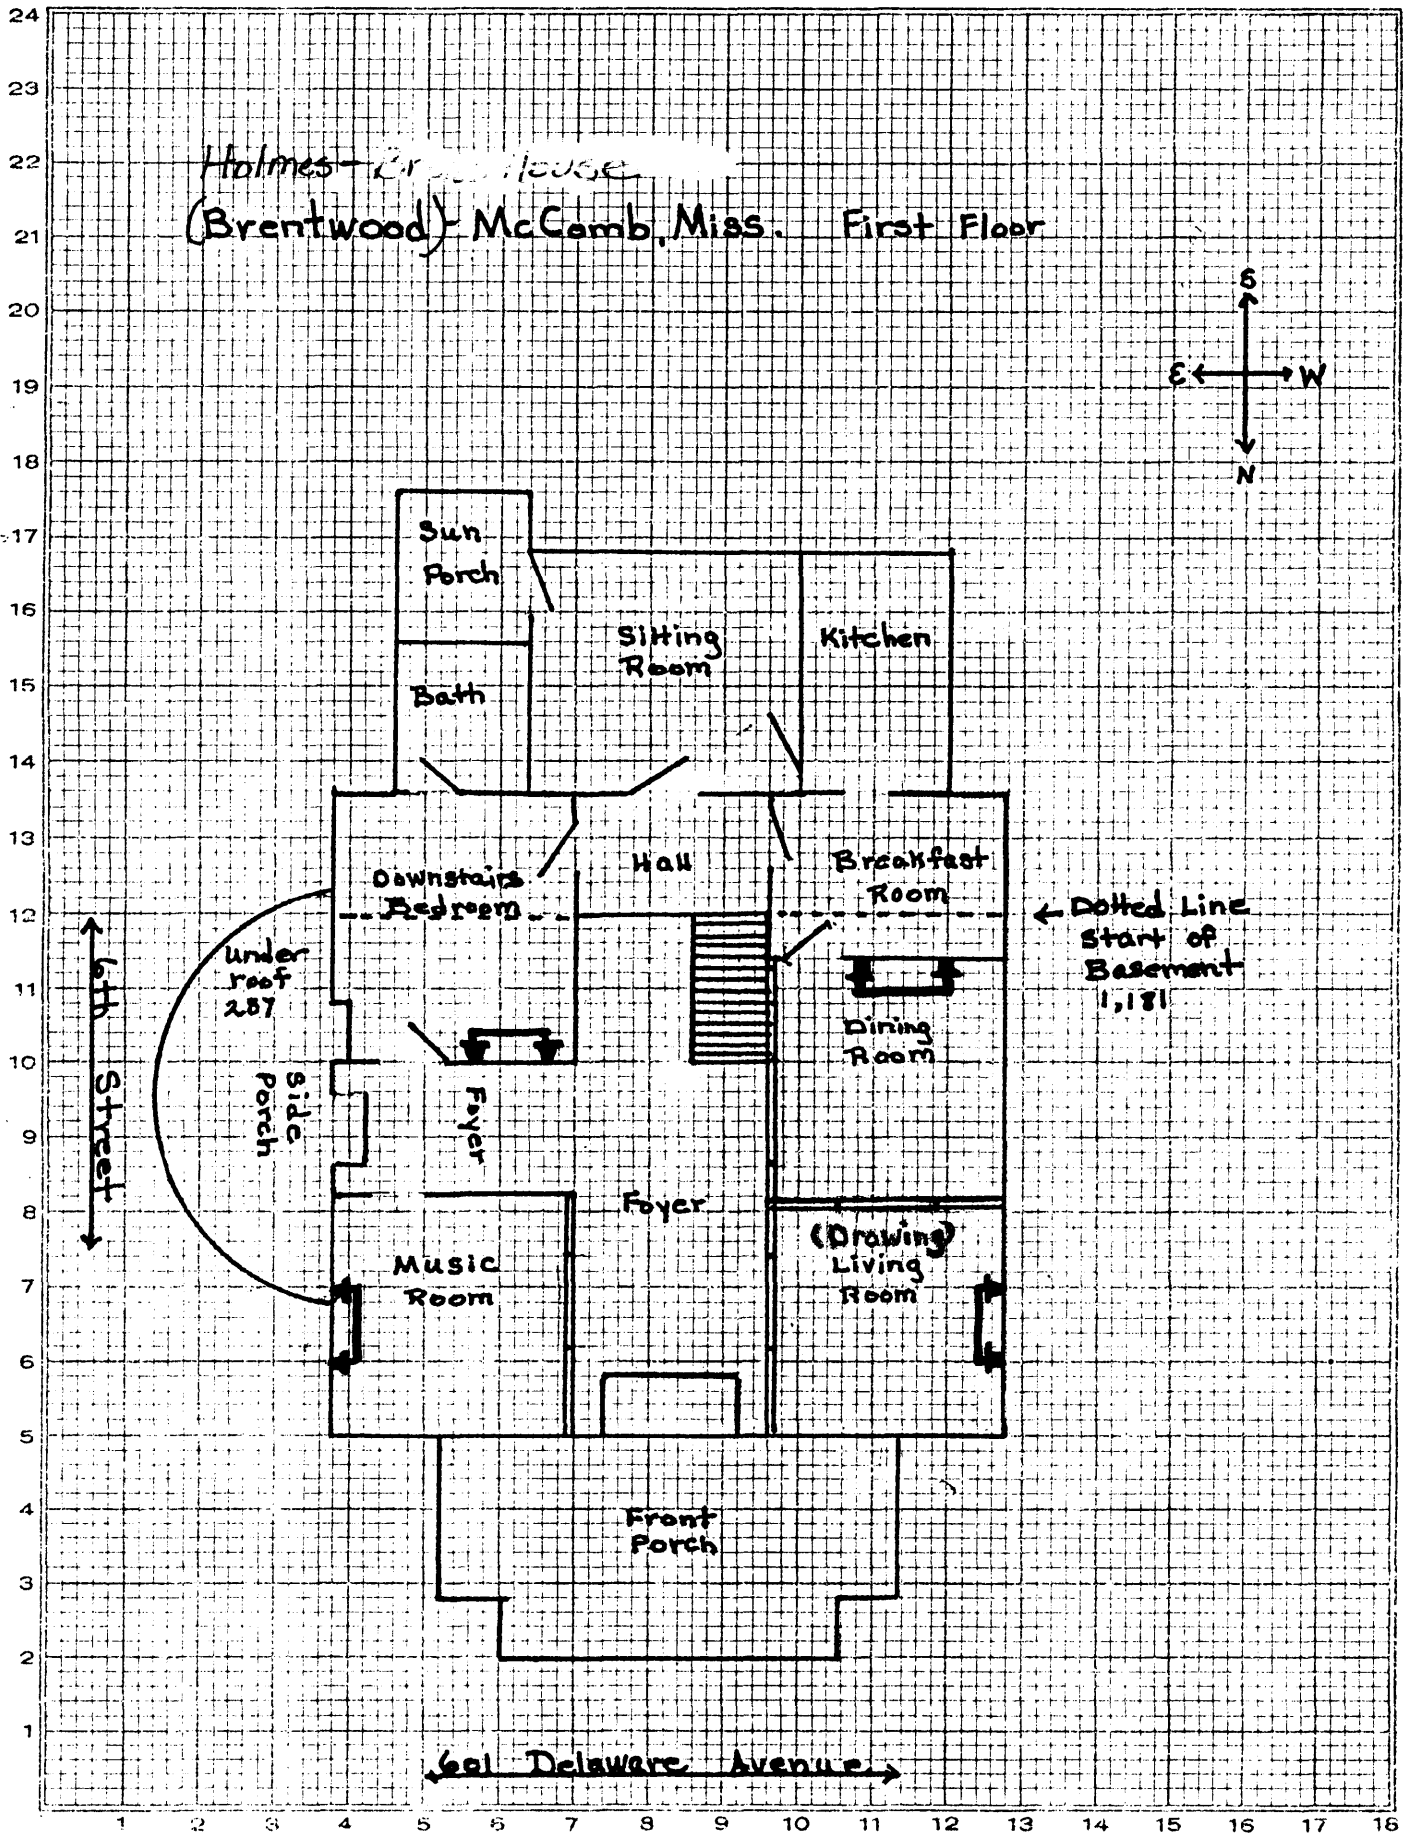 24
23
22
21
20
19
18
17
16
15
14
13
12
11
10
9
8
7
6
5
4
3
2
1
Holmes - House
(Brentwood) - McComb, Miss. First Floor
S
E W
N
Sun
Porch
Sitting
Room
Kitchen
Bath
Hall
Breakfast
Room
Downstairs
Bedroom
Dotted Line
Start of
Basement
1,181
Under
roof
257
6th Street
Side
Porch
Foyer
Dining
Room
Foyer
(Drawing)
Living
Room
Music
Room
Front
Porch
601 Delaware Avenue
1 2 3 4 5 6 7 8 9 10 11 12 13 14 15 16 17 18